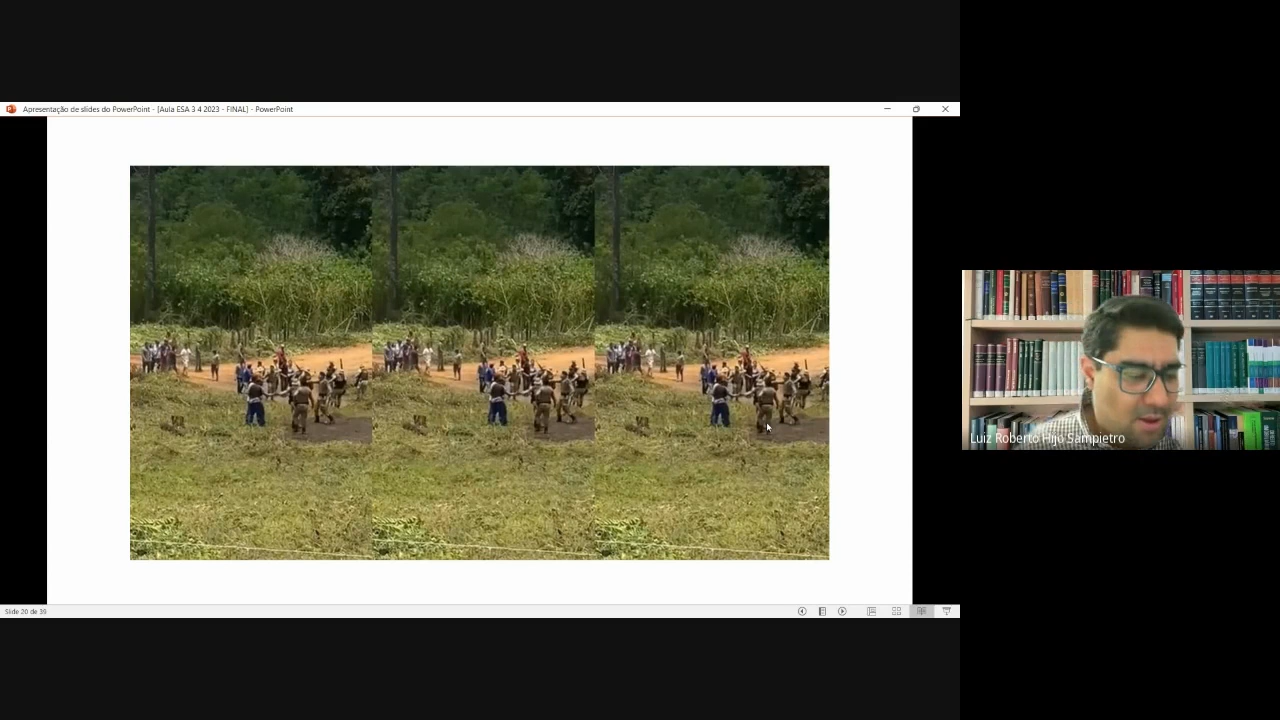 Apresentação de slides do PowerPoint - [Aula ESA 3 4 2023 - FINAL] - PowerPoint
Luiz Roberto Hijo Sampietro
Slide 20 de 39